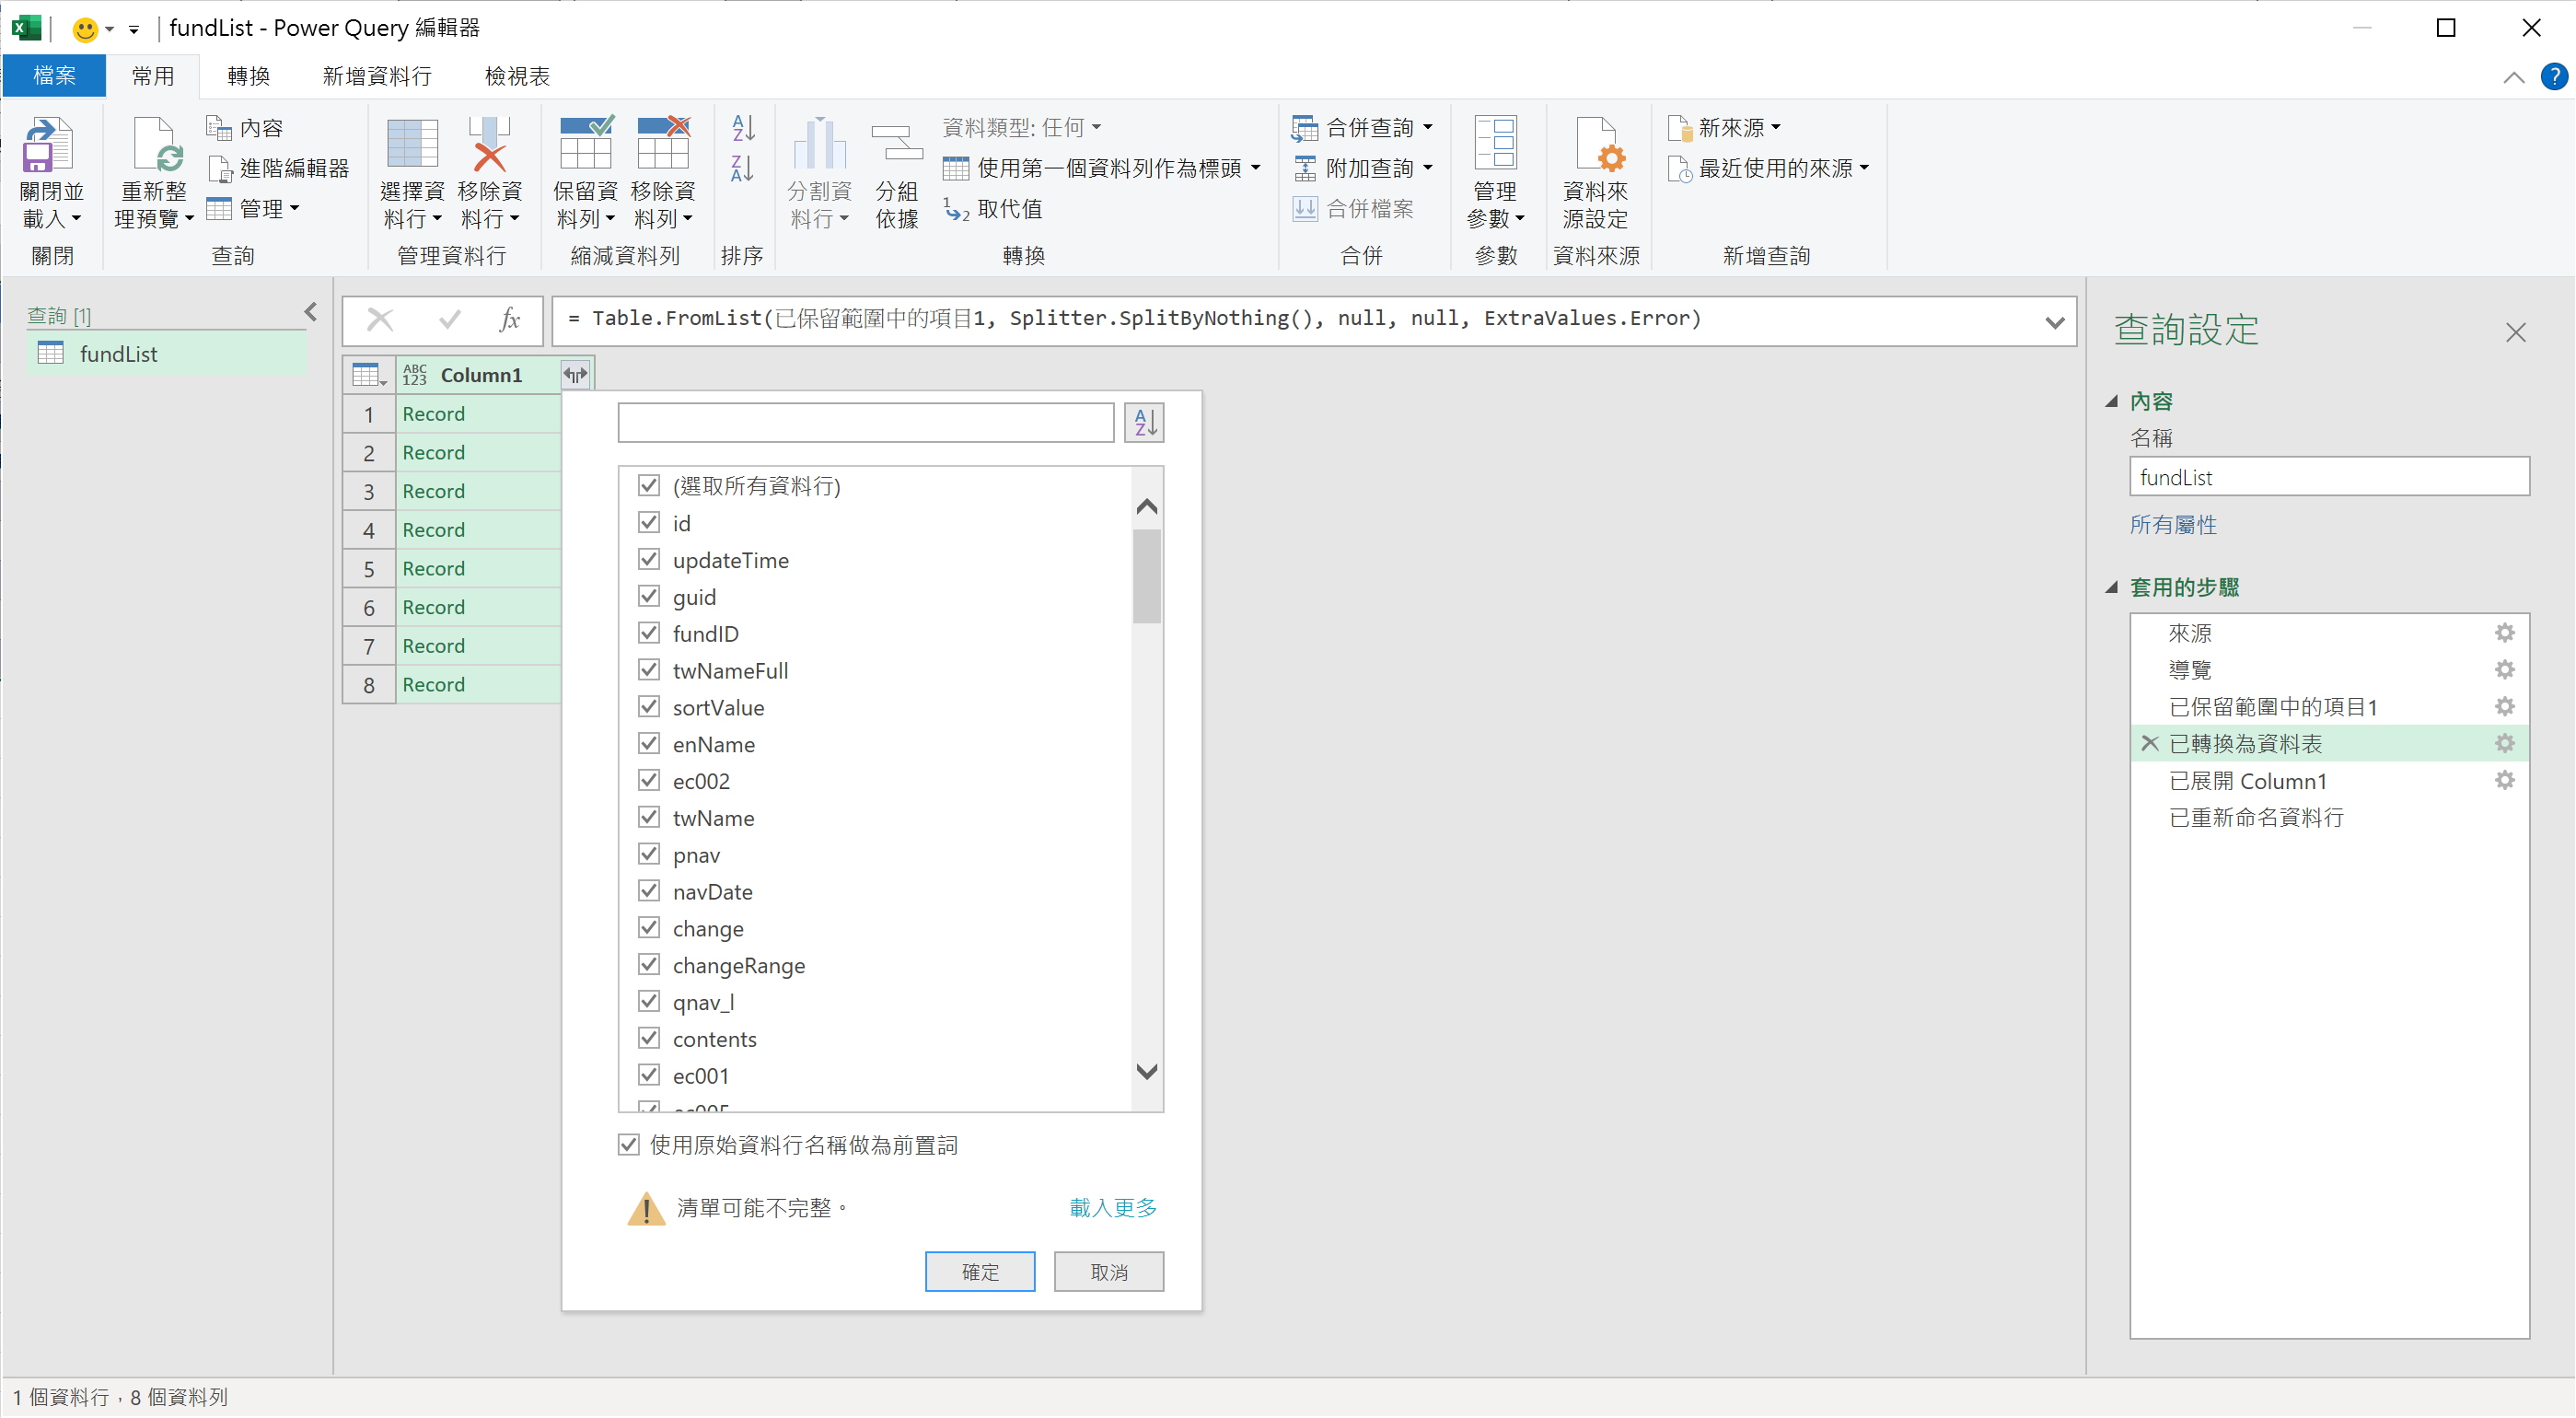 fundList - Power Query 編輯器
檔案 常用 轉換 新增資料行 檢視表
關閉並
載入
關閉
重新整
理預覽
內容
進階編輯器
管理
查詢
選擇資
料行
移除資
料行
管理資料行
保留資
料列
移除資
料列
縮減資料列
排序
分割資
料行
分組
依據
資料類型: 任何
使用第一個資料列作為標頭
取代值
轉換
合併查詢
附加查詢
合併檔案
合併
管理
參數
參數
資料來
源設定
資料來源
新來源
最近使用的來源
新增查詢
查詢 [1]
fundList
fx
= Table.FromList(已保留範圍中的項目1, Splitter.SplitByNothing(), null, null, ExtraValues.Error)
ABC
123
Column1
1 Record
2 Record
3 Record
4 Record
5 Record
6 Record
7 Record
8 Record
(選取所有資料行)
id
updateTime
guid
fundID
twNameFull
sortValue
enName
ec002
twName
pnav
navDate
change
changeRange
qnav_l
contents
ec001
使用原始資料行名稱做為前置詞
清單可能不完整。 載入更多
確定 取消
查詢設定
內容
名稱
fundList
所有屬性
套用的步驟
來源
導覽
已保留範圍中的項目1
已轉換為資料表
已展開 Column1
已重新命名資料行
1 個資料行，8 個資料列